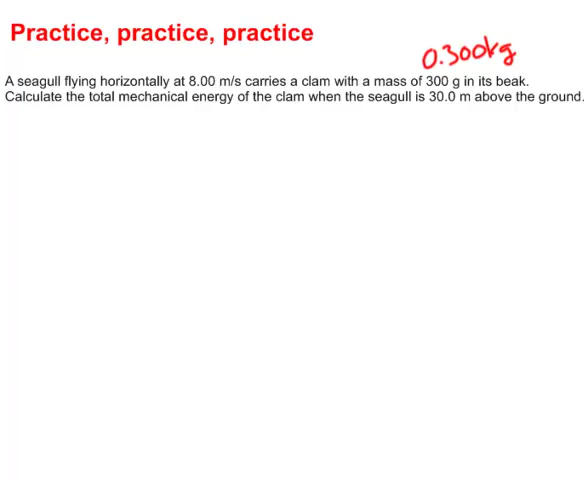 Practice, practice, practice
0.300kg
A seagull flying horizontally at 8.00 m/s carries a clam with a mass of 300 g in its beak.
Calculate the total mechanical energy of the clam when the seagull is 30.0 m above the ground.